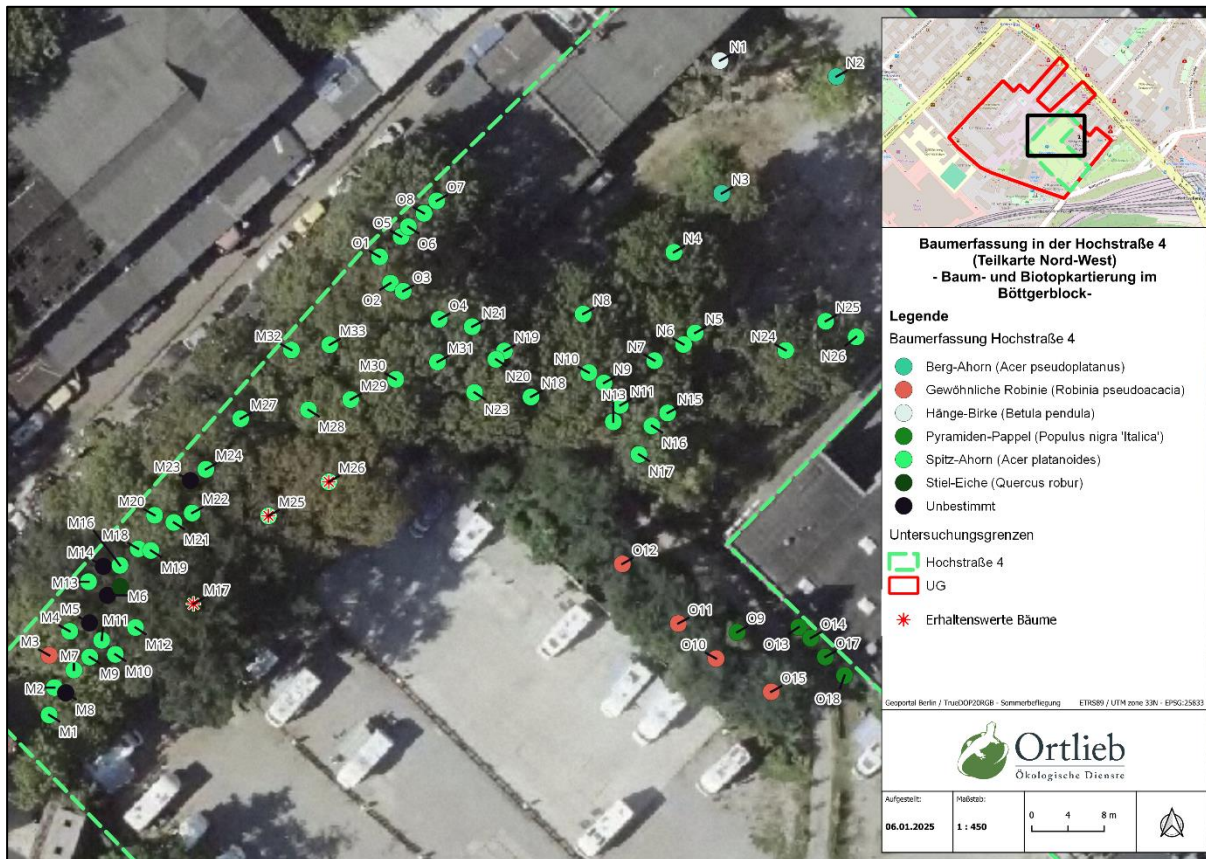 N1
N2
N3
O7
O8
O5
O6
O1
N4
O3
O2
O4
N21
N8
N25
N5
N6
N24
N26
N19
M33
M32
N7
N10
M31
M30
N20
N9
N18
M29
N23
N11
N13
N15
M27
M28
N16
N17
M24
M23
M26
M20
M22
M25
M21
M16
M18
M14
M19
O12
M13
M6
M17
M5
M11
M4
M12
O11
O9
O14
O13
M3
M7
M9
M10
O10
O17
M2
M8
O15
O18
M1
Baumerfassung in der Hochstraße 4
(Teilkarte Nord-West)
- Baum- und Biotopkartierung im
Böttgerblock-
Legende
Baumerfassung Hochstraße 4
Berg-Ahorn (Acer pseudoplatanus)
Gewöhnliche Robinie (Robinia pseudoacacia)
Hänge-Birke (Betula pendula)
Pyramiden-Pappel (Populus nigra 'Italica')
Spitz-Ahorn (Acer platanoides)
Stiel-Eiche (Quercus robur)
Unbestimmt
Untersuchungsgrenzen
Hochstraße 4
UG
Erhaltenswerte Bäume
Geoportal Berlin / TrueDOP20RGB - Sommerbefliegung ETRS89 / UTM zone 33N - EPSG:25833
Ortlieb
Ökologische Dienste
Aufgestellt:
06.01.2025
Maßstab:
1 : 450
0 4 8 m